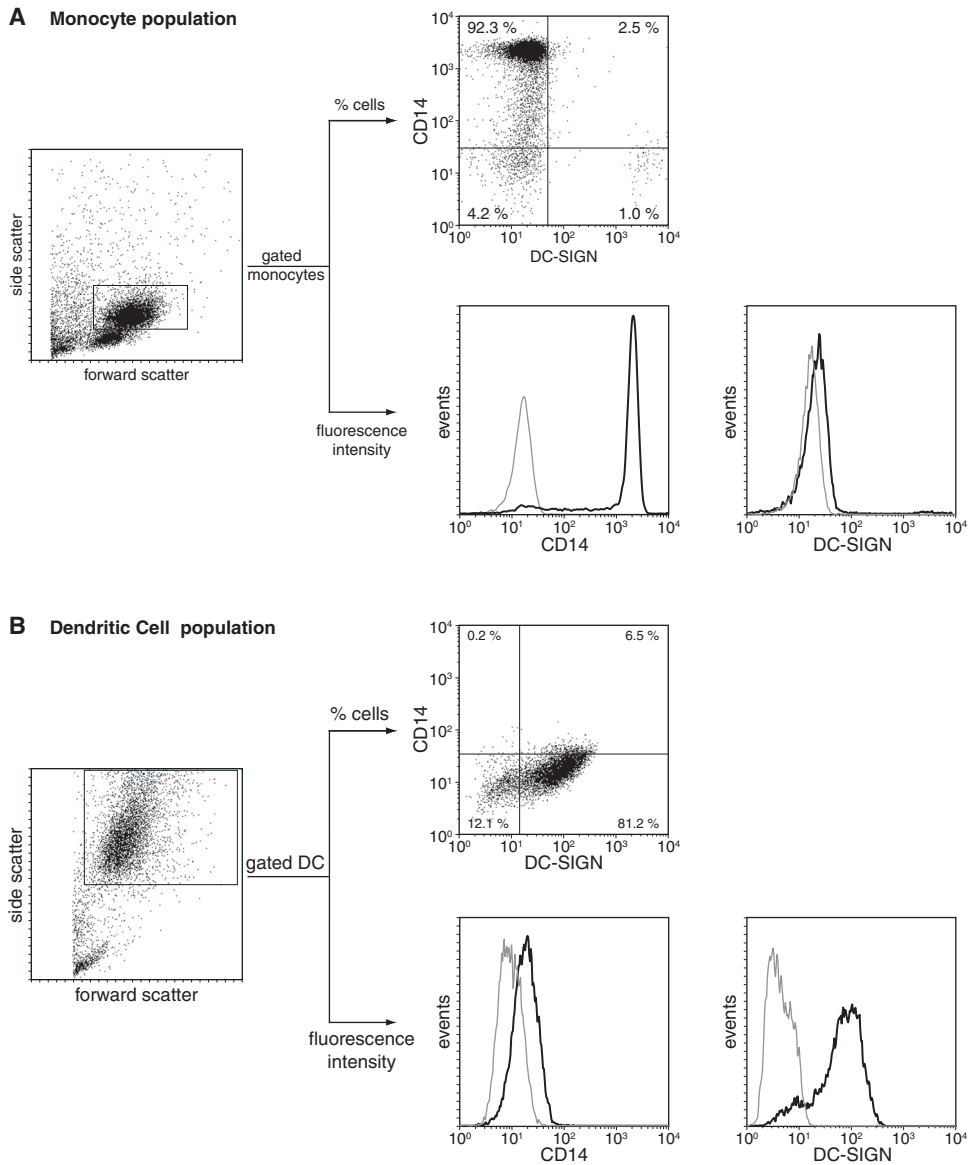 A Monocyte population
side scatter
forward scatter
gated
monocytes
% cells
fluorescence
intensity
92.3 %
2.5 %
4.2 %
1.0 %
CD14
10⁴
10³
10²
10¹
10⁰
10⁰ 10¹ 10² 10³ 10⁴
DC-SIGN
events
10⁰ 10¹ 10² 10³ 10⁴
CD14
events
10⁰ 10¹ 10² 10³ 10⁴
DC-SIGN
B Dendritic Cell population
side scatter
forward scatter
gated DC
% cells
fluorescence
intensity
0.2 %
6.5 %
12.1 %
81.2 %
CD14
10⁴
10³
10²
10¹
10⁰
10⁰ 10¹ 10² 10³ 10⁴
DC-SIGN
events
10⁰ 10¹ 10² 10³ 10⁴
CD14
events
10⁰ 10¹ 10² 10³ 10⁴
DC-SIGN